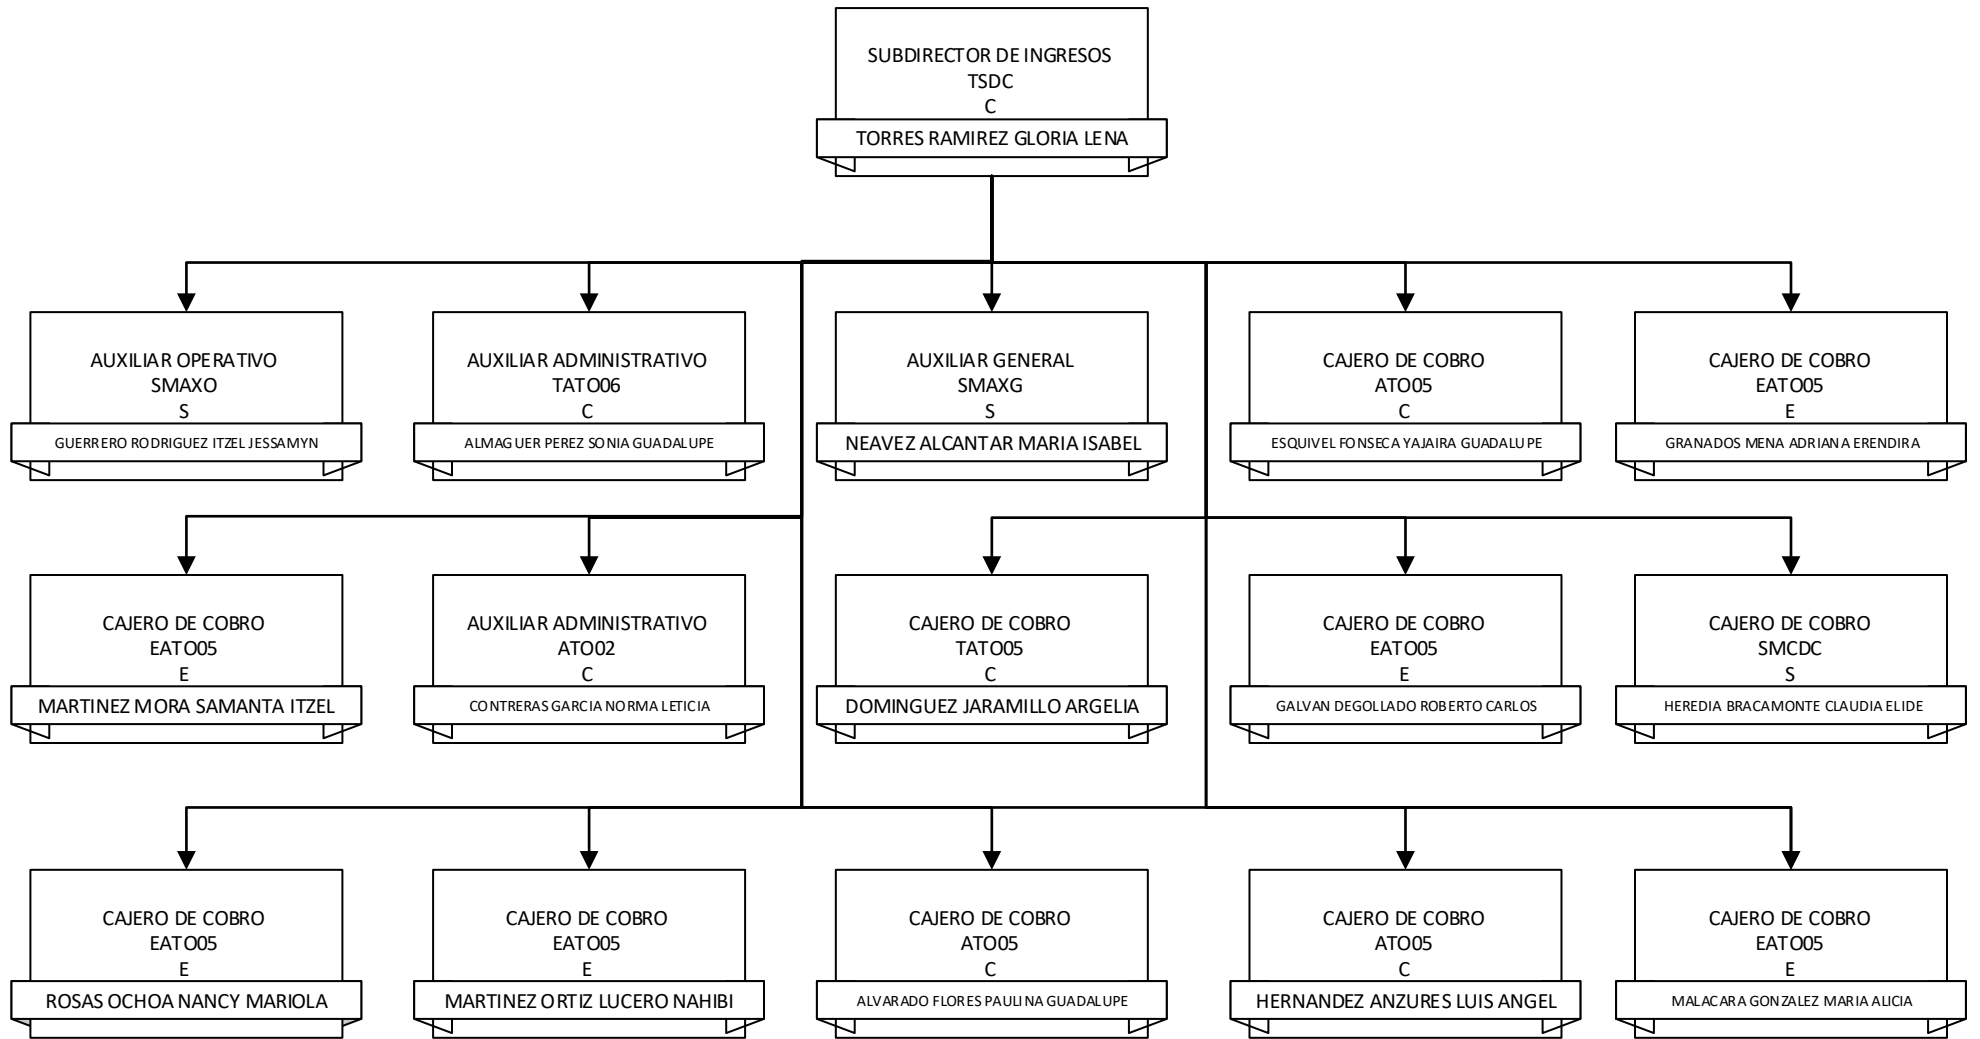 SUBDIRECTOR DE INGRESOS
TSDC
C
TORRES RAMIREZ GLORIA LENA
AUXILIAR OPERATIVO
SMAXO
S
GUERRERO RODRIGUEZ ITZEL JESSAMYN
AUXILIAR ADMINISTRATIVO
TATO06
C
ALMAGUER PEREZ SONIA GUADALUPE
AUXILIAR GENERAL
SMAXG
S
NEAVEZ ALCANTAR MARIA ISABEL
CAJERO DE COBRO
ATO05
C
ESQUIVEL FONSECA YAJAIRA GUADALUPE
CAJERO DE COBRO
EATO05
E
GRANADOS MENA ADRIANA ERENDIRA
CAJERO DE COBRO
EATO05
E
MARTINEZ MORA SAMANTA ITZEL
AUXILIAR ADMINISTRATIVO
ATO02
C
CONTRERAS GARCIA NORMA LETICIA
CAJERO DE COBRO
TATO05
C
DOMINGUEZ JARAMILLO ARGELIA
CAJERO DE COBRO
EATO05
E
GALVAN DEGOLLADO ROBERTO CARLOS
CAJERO DE COBRO
SMCDC
S
HEREDIA BRACAMONTE CLAUDIA ELIDE
CAJERO DE COBRO
EATO05
E
ROSAS OCHOA NANCY MARIOLA
CAJERO DE COBRO
EATO05
E
MARTINEZ ORTIZ LUCERO NAHIBI
CAJERO DE COBRO
ATO05
C
ALVARADO FLORES PAULINA GUADALUPE
CAJERO DE COBRO
ATO05
C
HERNANDEZ ANZURES LUIS ANGEL
CAJERO DE COBRO
EATO05
E
MALACARA GONZALEZ MARIA ALICIA